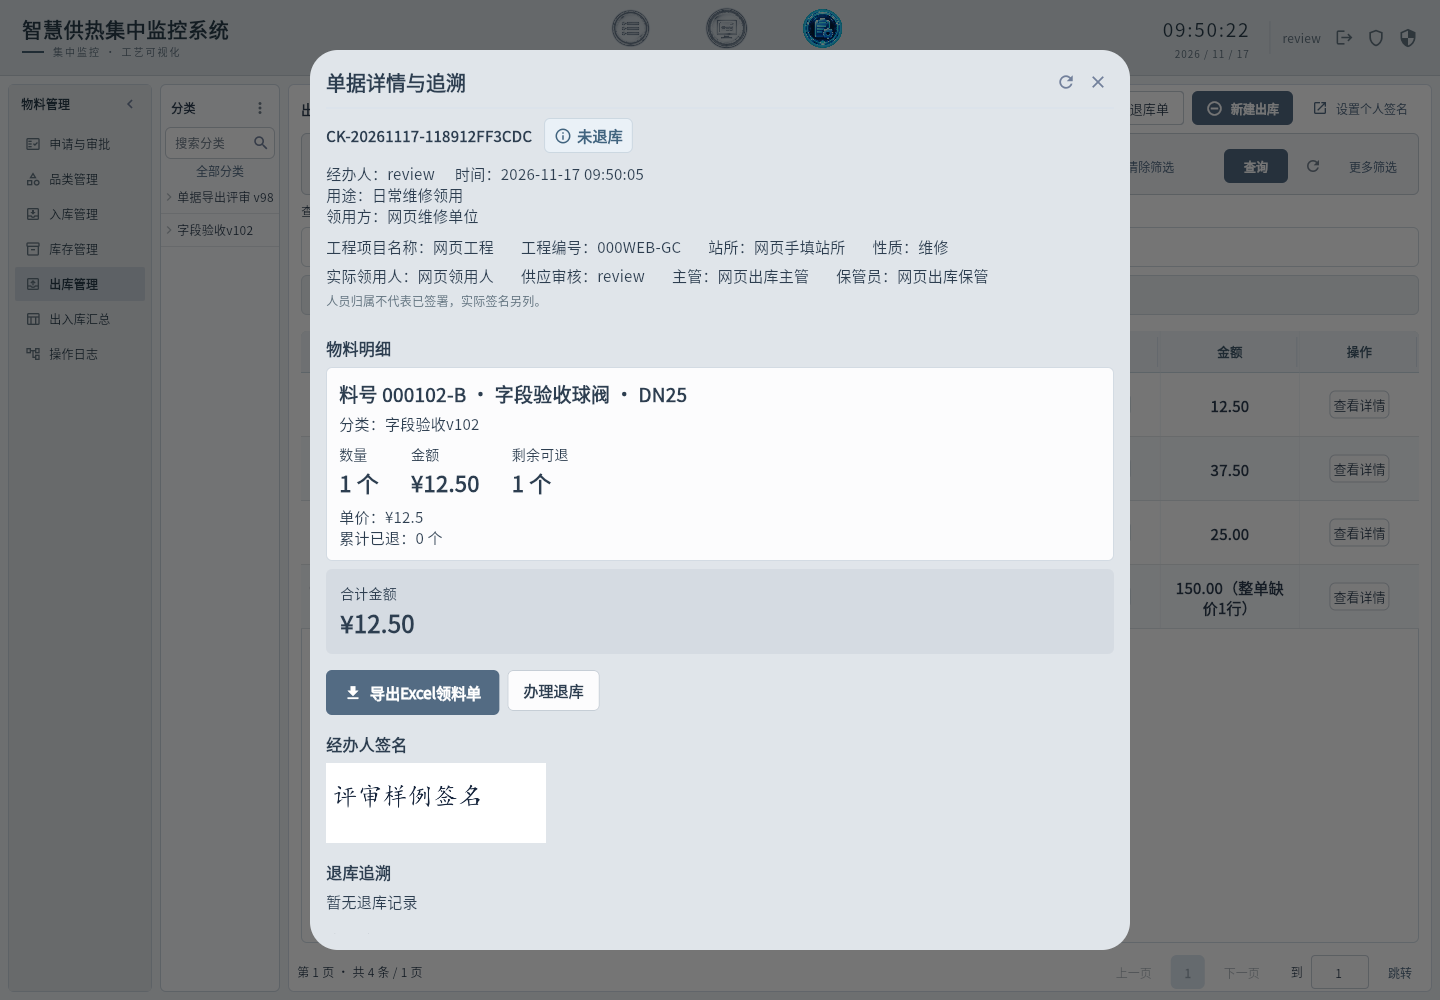 智慧供热集中监控系统
集中监控 · 工艺可视化
09:50:22
2026 / 11 / 17
review
物料管理
申请与审批
品类管理
入库管理
库存管理
出库管理
出入库汇总
操作日志
分类
搜索分类
全部分类
单据导出评审 v98
字段验收v102
退库单
新建出库
设置个人签名
清除筛选
查询
更多筛选
金额
操作
12.50
查看详情
37.50
查看详情
25.00
查看详情
150.00（整单缺
价1行）
查看详情
第 1 页 · 共 4 条 / 1 页
上一页
1
下一页
到
1
跳转
单据详情与追溯
CK-20261117-118912FF3CDC
未退库
经办人：review 时间：2026-11-17 09:50:05
用途：日常维修领用
领用方：网页维修单位
工程项目名称：网页工程 工程编号：000WEB-GC 站所：网页手填站所 性质：维修
实际领用人：网页领用人 供应审核：review 主管：网页出库主管 保管员：网页出库保管
人员归属不代表已签署，实际签名另列。
物料明细
料号 000102-B · 字段验收球阀 · DN25
分类：字段验收v102
数量 金额 剩余可退
1 个 ¥12.50 1 个
单价：¥12.5
累计已退：0 个
合计金额
¥12.50
导出Excel领料单
办理退库
经办人签名
评审样例签名
退库追溯
暂无退库记录